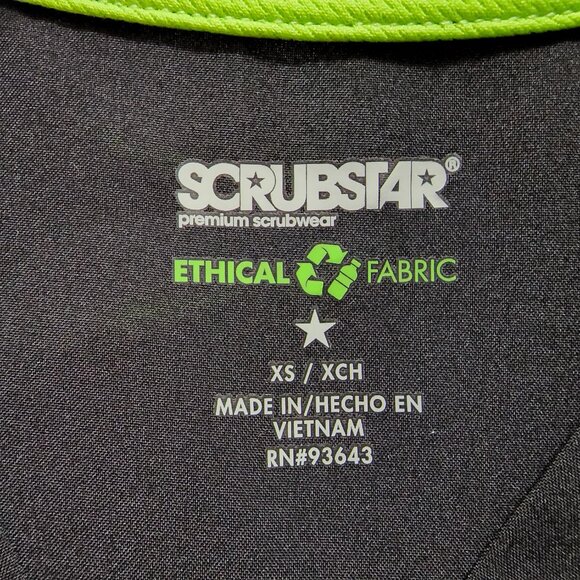 SCRUBSTAR®
premium scrubwear
ETHICAL FABRIC
XS / XCH
MADE IN/HECHO EN
VIETNAM
RN#93643